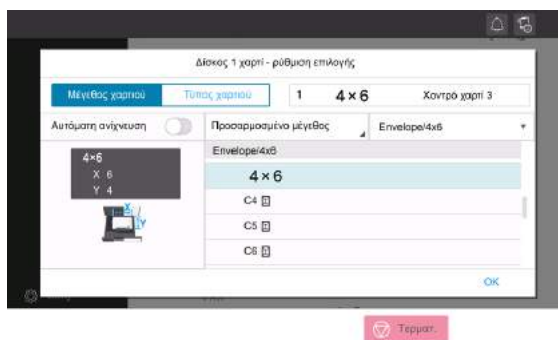 Δίσκος 1 χαρτί - ρύθμιση επιλογής
Μέγεθος χαρτιού
Τύπος χαρτιού
1 4×6 Χοντρό χαρτί 3
Αυτόματη ανίχνευση
Προσαρμοσμένο μέγεθος
Envelope/4x6
4×6
X 6
Y 4
X
Y
Envelope/4x6
4×6
C4
C5
C6
OK
Τερματ.